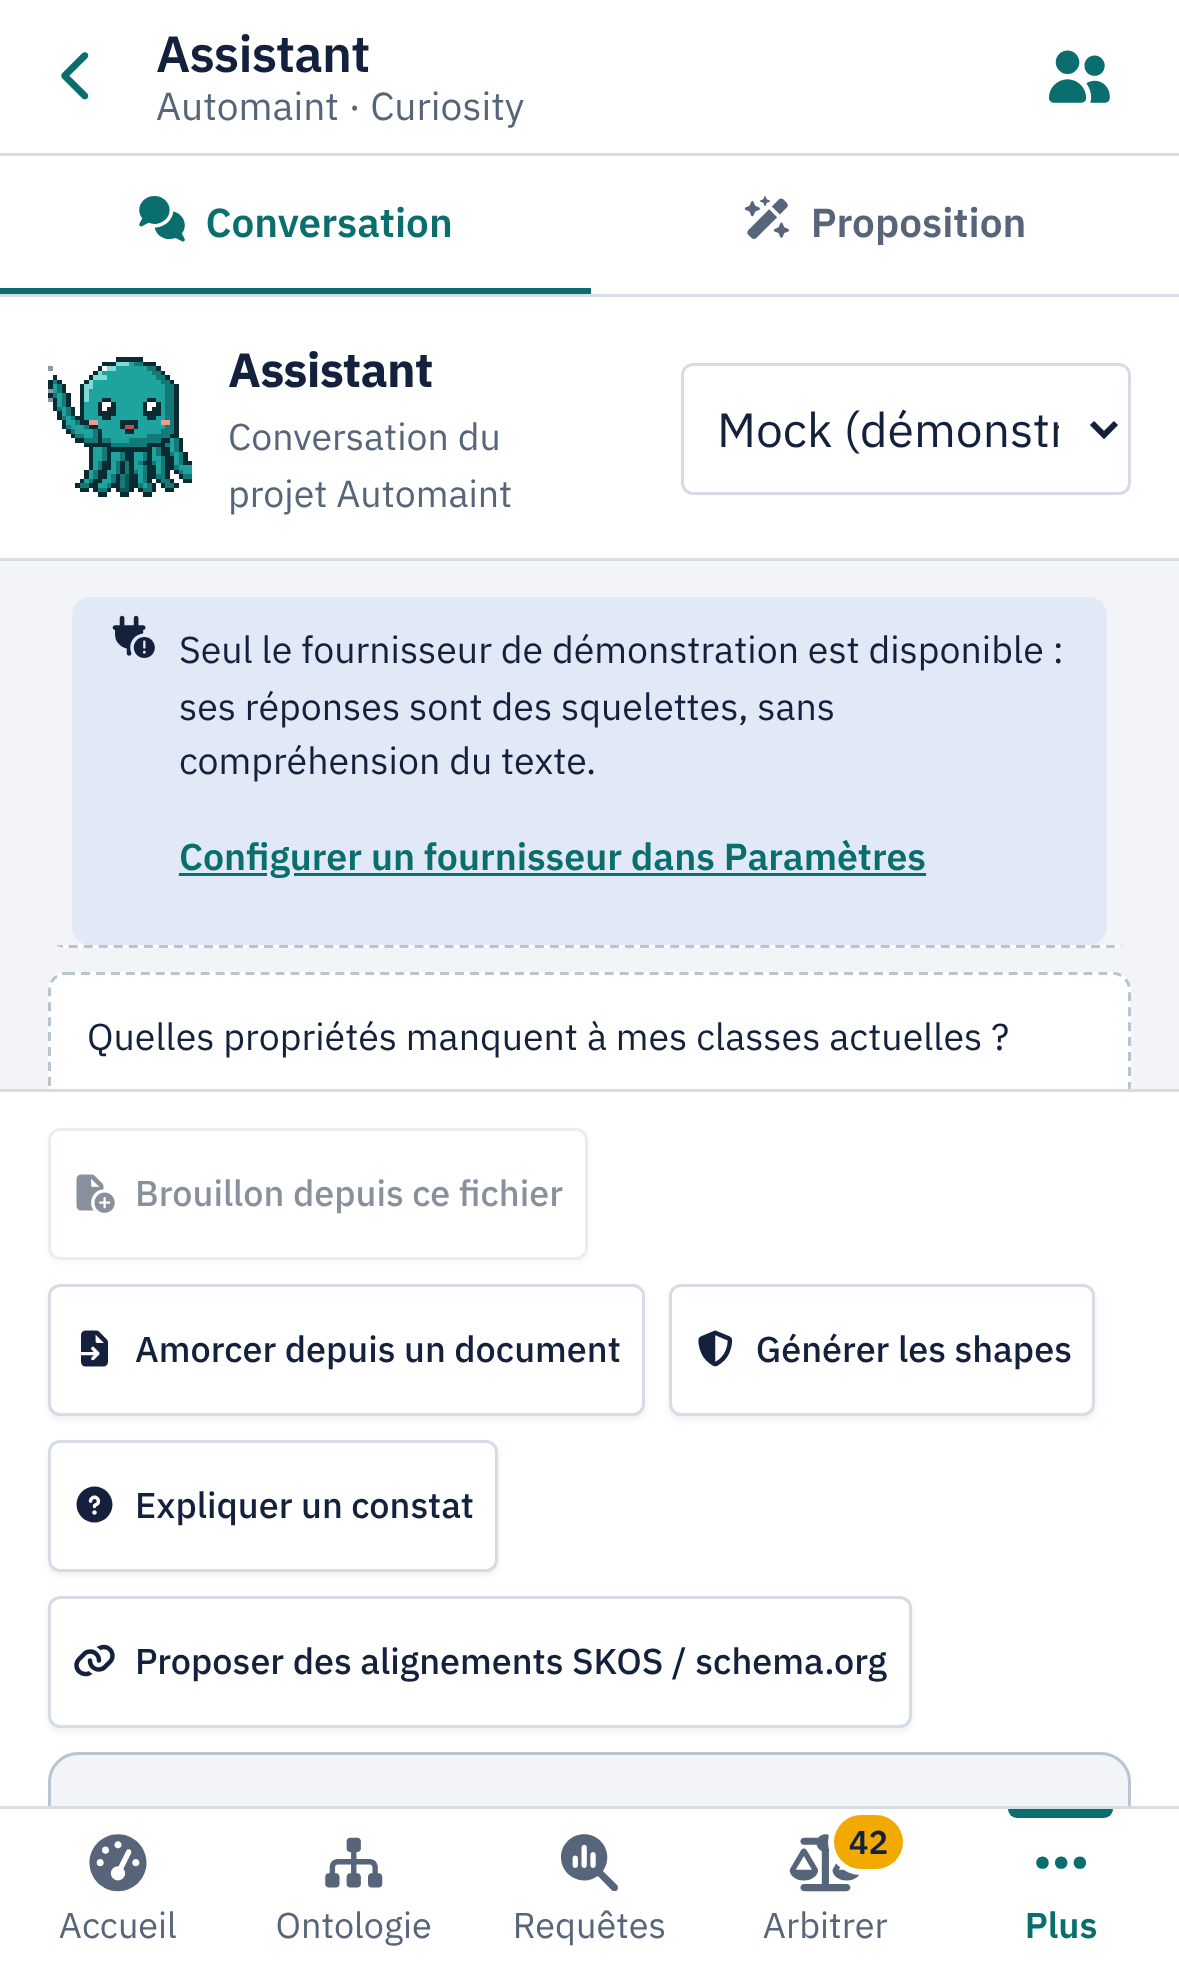 Assistant
Automaint · Curiosity
Conversation
Proposition
Assistant
Conversation du
projet Automaint
Mock (démonstr
Seul le fournisseur de démonstration est disponible :
ses réponses sont des squelettes, sans
compréhension du texte.
Configurer un fournisseur dans Paramètres
Quelles propriétés manquent à mes classes actuelles ?
Brouillon depuis ce fichier
Amorcer depuis un document
Générer les shapes
Expliquer un constat
Proposer des alignements SKOS / schema.org
42
Accueil
Ontologie
Requêtes
Arbitrer
Plus